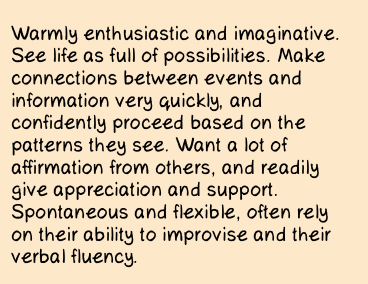 Warmly enthusiastic and imaginative.
See life as full of possibilities. Make
connections between events and
information very quickly, and
confidently proceed based on the
patterns they see. Want a lot of
affirmation from others, and readily
give appreciation and support.
Spontaneous and flexible, often rely
on their ability to improvise and their
verbal fluency.